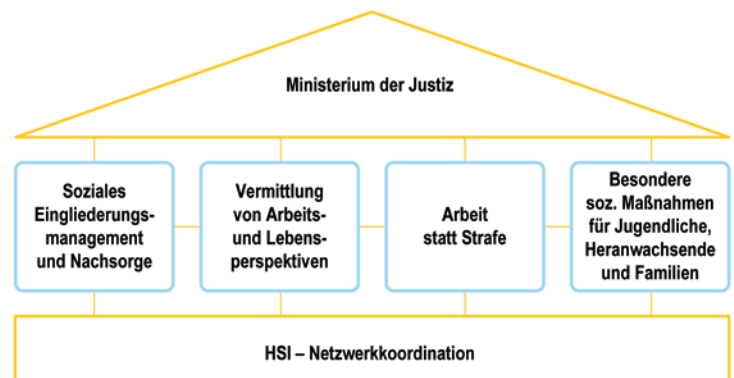 Ministerium der Justiz
Soziales
Eingliederungs-
management
und Nachsorge
Vermittlung
von Arbeits-
und Lebens-
perspektiven
Arbeit
statt Strafe
Besondere
soz. Maßnahmen
für Jugendliche,
Heranwachsende
und Familien
HSI – Netzwerkkoordination